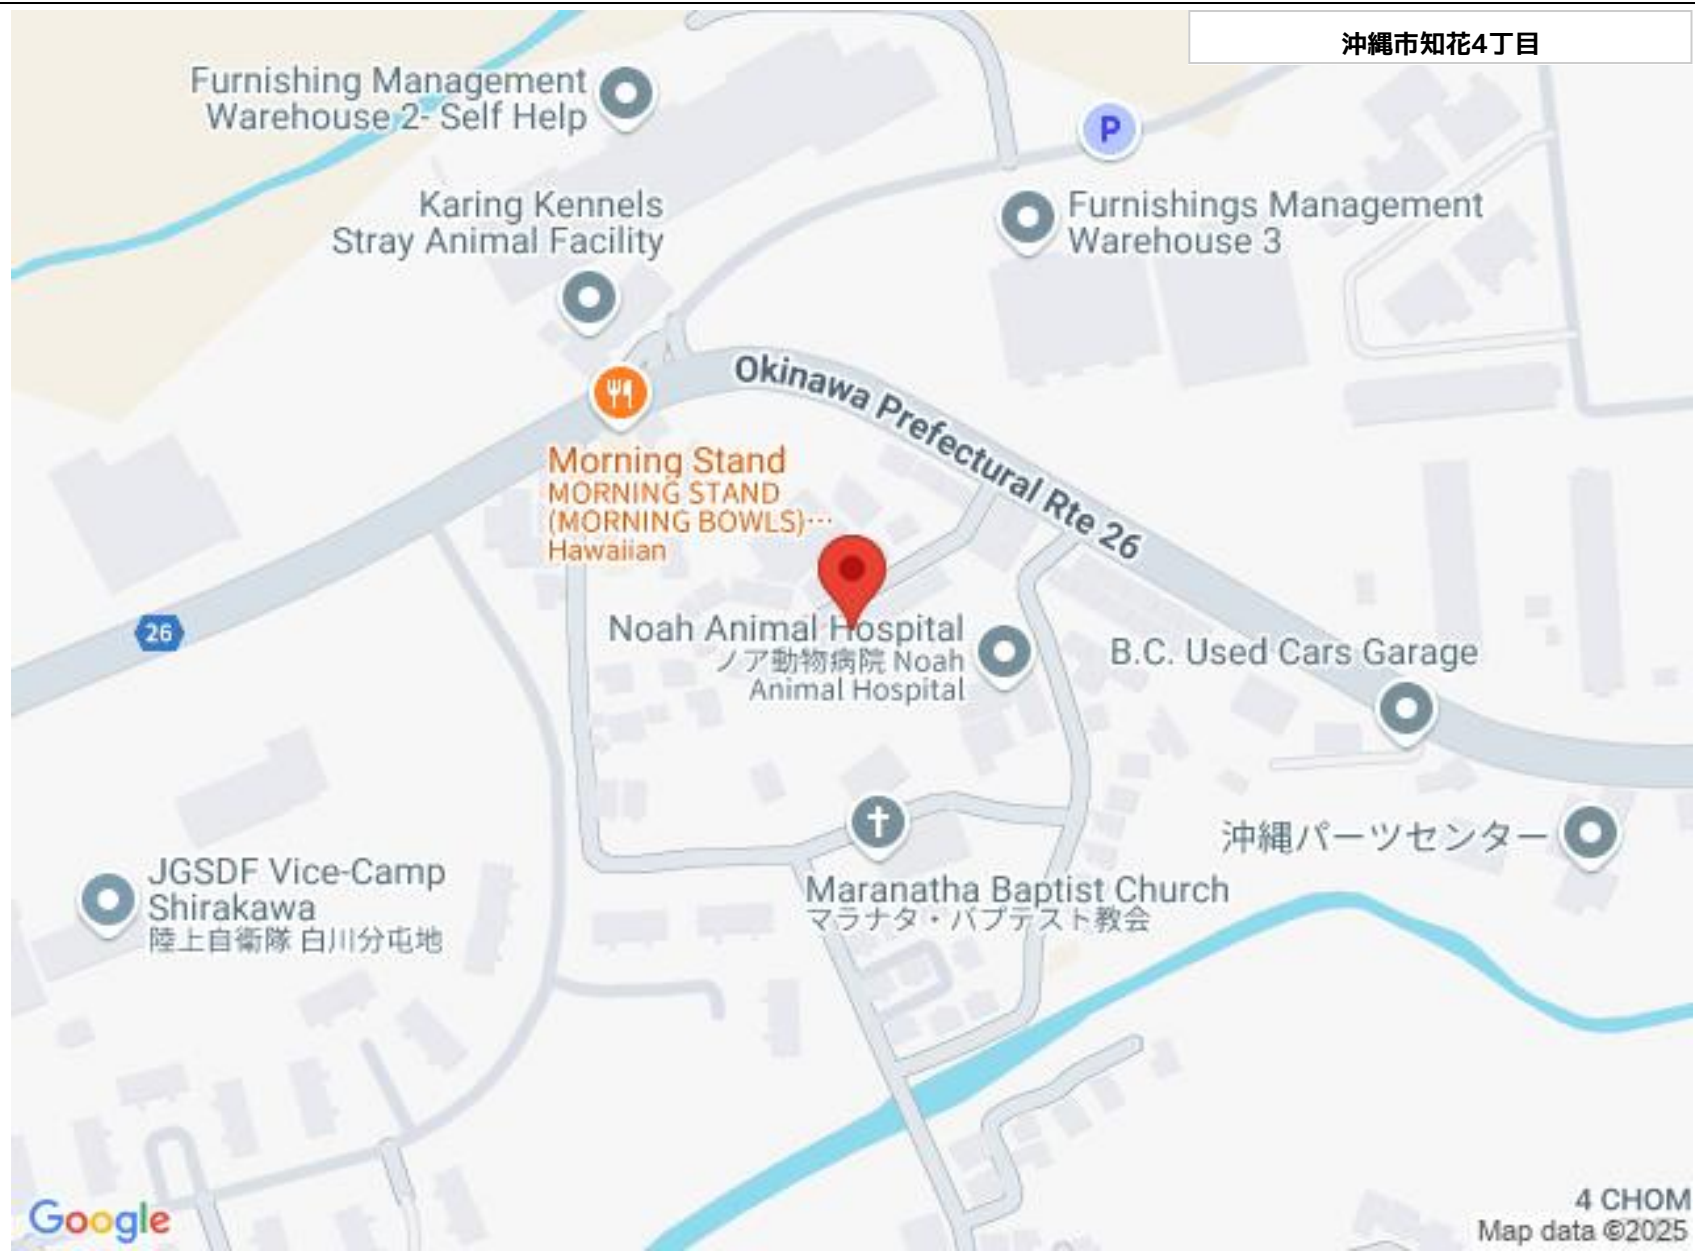 沖縄市知花4丁目
Furnishing Management
Warehouse 2- Self Help
P
Karing Kennels
Stray Animal Facility
Furnishings Management
Warehouse 3
Okinawa Prefectural Rte 26
Morning Stand
MORNING STAND
(MORNING BOWLS)…
Hawaiian
26
Noah Animal Hospital
ノア動物病院 Noah
Animal Hospital
B.C. Used Cars Garage
沖縄パーツセンター
JGSDF Vice-Camp
Shirakawa
陸上自衛隊 白川分屯地
Maranatha Baptist Church
マラナタ・バプテスト教会
Google
4 CHOM
Map data ©2025